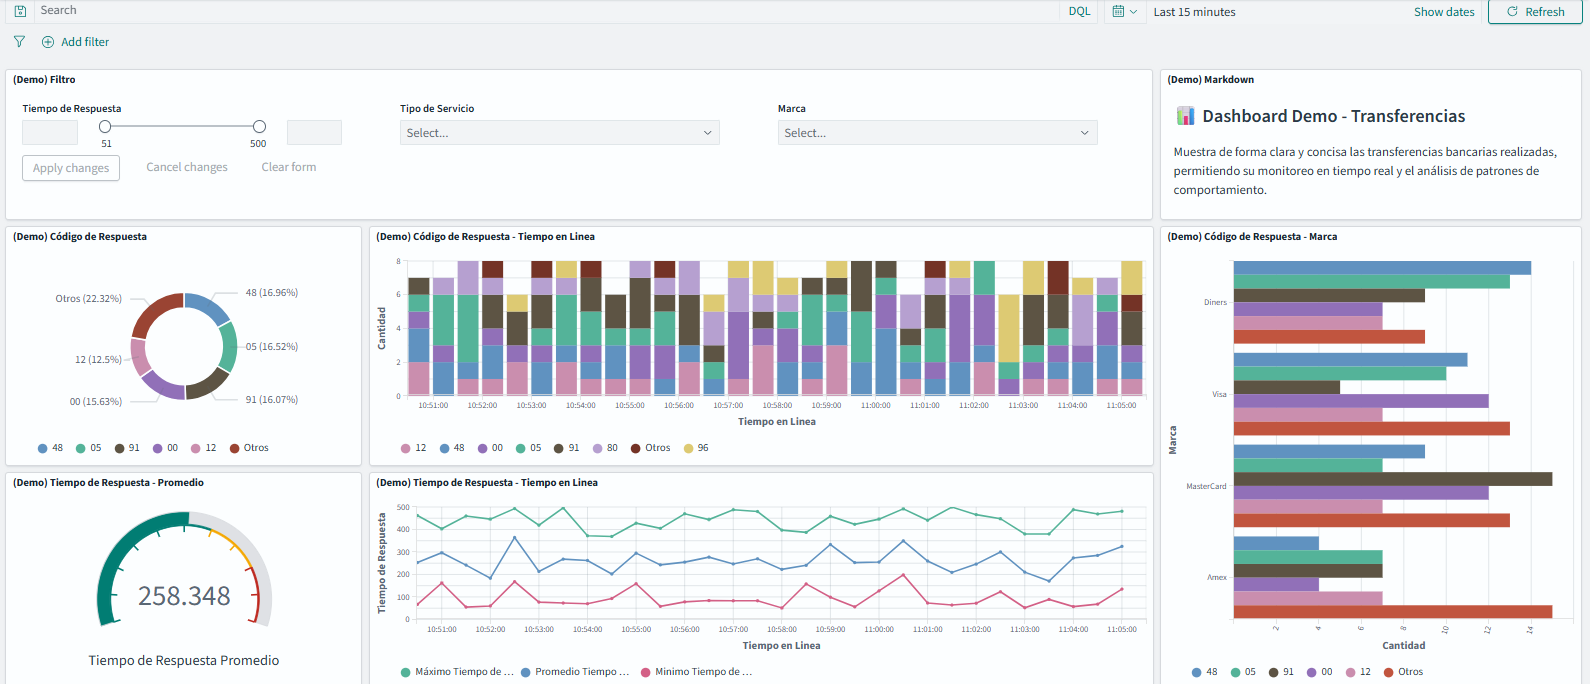 Search
DQL
Last 15 minutes
Show dates
Refresh
Add filter
(Demo) Filtro
Tiempo de Respuesta
51
500
Apply changes
Cancel changes
Clear form
Tipo de Servicio
Select...
Marca
Select...
(Demo) Markdown
Dashboard Demo - Transferencias
Muestra de forma clara y concisa las transferencias bancarias realizadas,
permitiendo su monitoreo en tiempo real y el análisis de patrones de
comportamiento.
(Demo) Código de Respuesta
Otros (22.32%)
48 (16.96%)
05 (16.52%)
12 (12.5%)
00 (15.63%)
91 (16.07%)
48 05 91 00 12 Otros
(Demo) Código de Respuesta - Tiempo en Linea
Cantidad
8
6
4
2
0
10:51:00 10:52:00 10:53:00 10:54:00 10:55:00 10:56:00 10:57:00 10:58:00 10:59:00 11:00:00 11:01:00 11:02:00 11:03:00 11:04:00 11:05:00
Tiempo en Linea
12 48 00 05 91 80 Otros 96
(Demo) Código de Respuesta - Marca
Marca
Diners
Visa
MasterCard
Amex
2 4 6 8 10 12 14
Cantidad
48 05 91 00 12 Otros
(Demo) Tiempo de Respuesta - Promedio
258.348
Tiempo de Respuesta Promedio
(Demo) Tiempo de Respuesta - Tiempo en Linea
Tiempo de Respuesta
500
400
300
200
100
0
10:51:00 10:52:00 10:53:00 10:54:00 10:55:00 10:56:00 10:57:00 10:58:00 10:59:00 11:00:00 11:01:00 11:02:00 11:03:00 11:04:00 11:05:00
Tiempo en Linea
Máximo Tiempo de ... Promedio Tiempo ... Minimo Tiempo de ...